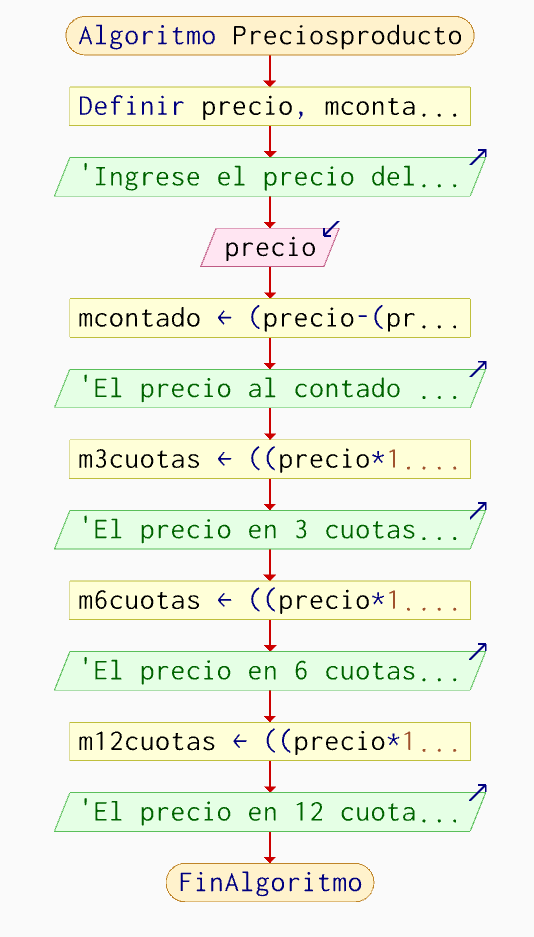 Algoritmo Preciosproducto
Definir precio, mconta...
'Ingrese el precio del...
precio
mcontado ← (precio-(pr...
'El precio al contado ...
m3cuotas ← ((precio*1....
'El precio en 3 cuotas...
m6cuotas ← ((precio*1....
'El precio en 6 cuotas...
m12cuotas ← ((precio*1...
'El precio en 12 cuota...
FinAlgoritmo